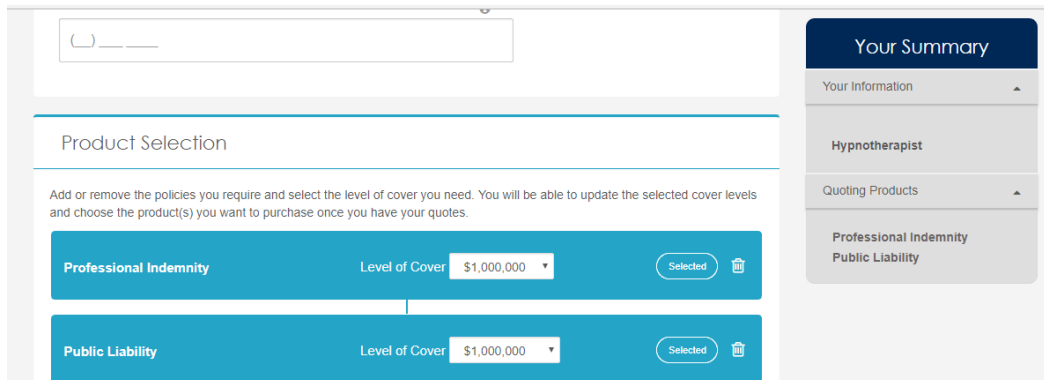 (__) ___ ____
Your Summary
Your Information
Hypnotherapist
Quoting Products
Professional Indemnity
Public Liability
Product Selection
Add or remove the policies you require and select the level of cover you need. You will be able to update the selected cover levels
and choose the product(s) you want to purchase once you have your quotes.
Professional Indemnity Level of Cover $1,000,000 Selected
Public Liability Level of Cover $1,000,000 Selected